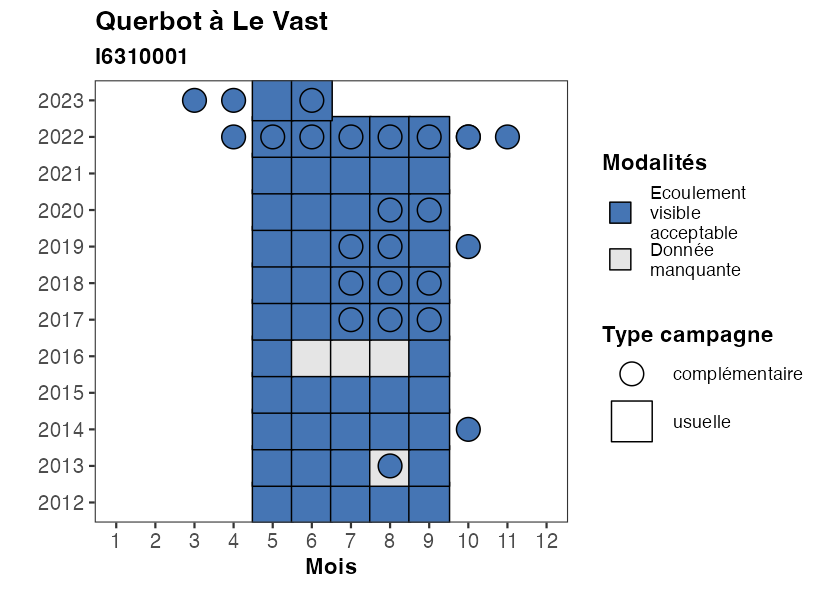 Querbot à Le Vast
I6310001
2023
2022
2021
2020
2019
2018
2017
2016
2015
2014
2013
2012
1 2 3 4 5 6 7 8 9 10 11 12
Mois
Modalités
Ecoulement
visible
acceptable
Donnée
manquante
Type campagne
complémentaire
usuelle